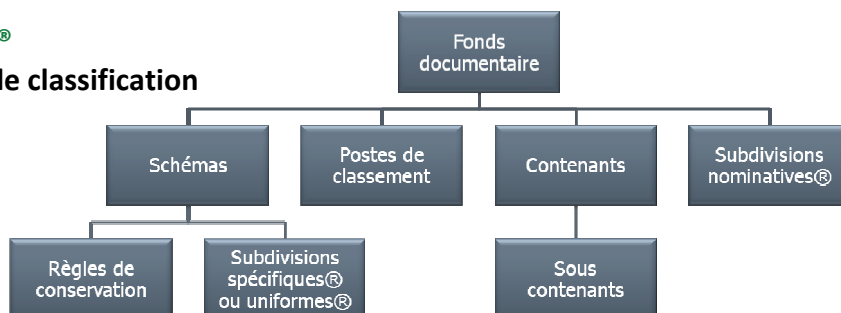 ®
de classification
Fonds
documentaire
Schémas
Postes de
classement
Contenants
Subdivisions
nominatives®
Règles de
conservation
Subdivisions
spécifiques®
ou uniformes®
Sous
contenants